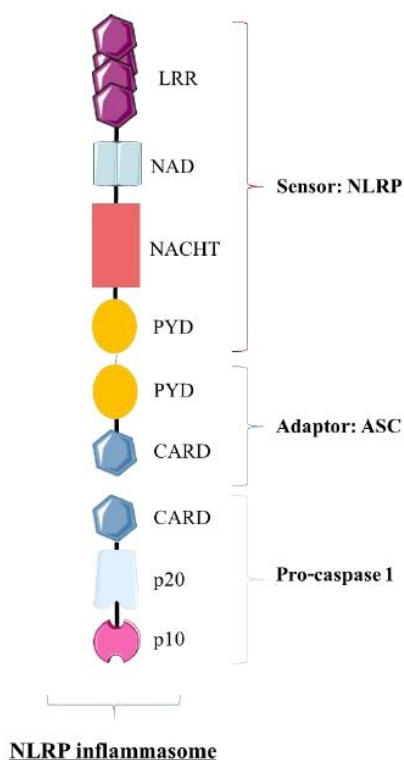 LRR
NAD
NACHT
Sensor: NLRP
PYD
PYD
Adaptor: ASC
CARD
CARD
p20
Pro-caspase 1
p10
NLRP inflammasome